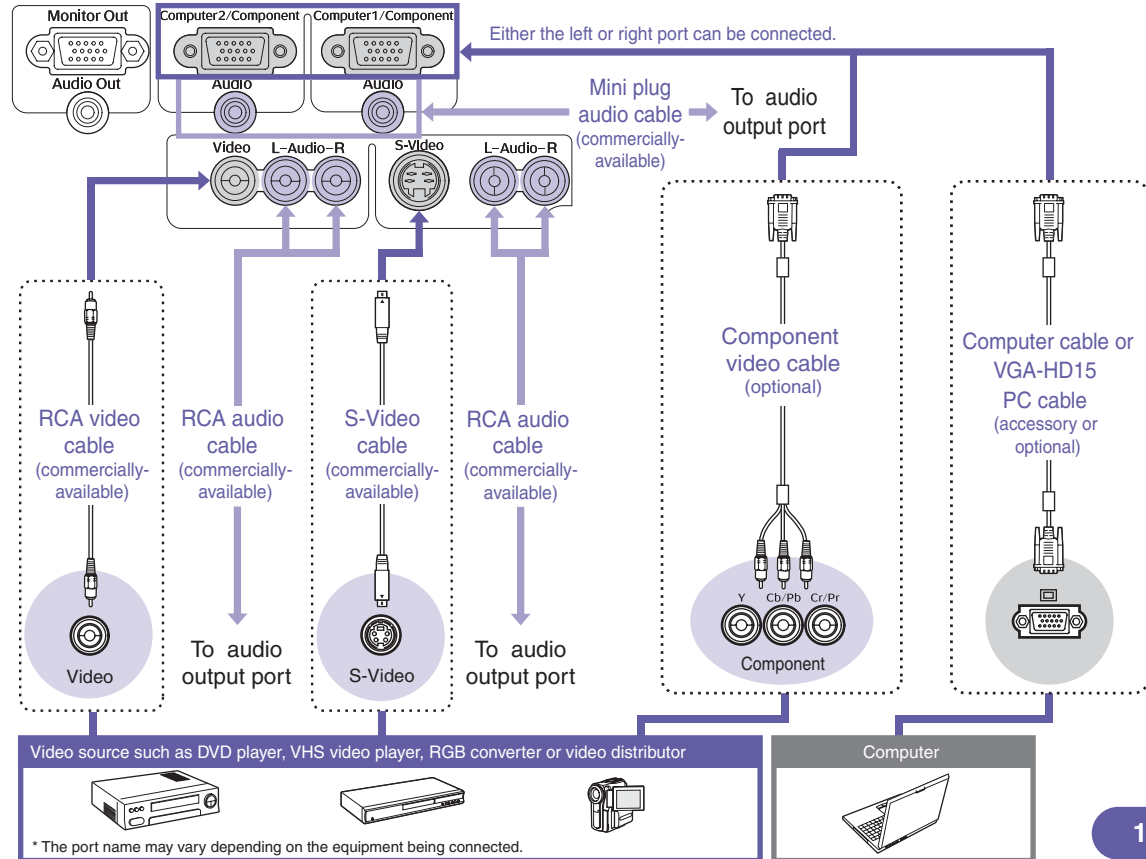 Monitor Out
Computer2/Component
Computer1/Component
Either the left or right port can be connected.
Audio Out
Audio
Audio
Mini plug
audio cable
(commercially-
available)
To audio
output port
Video
L-Audio-R
S-Video
L-Audio-R
RCA video
cable
(commercially-
available)
RCA audio
cable
(commercially-
available)
S-Video
cable
(commercially-
available)
RCA audio
cable
(commercially-
available)
Component
video cable
(optional)
Computer cable or
VGA-HD15
PC cable
(accessory or
optional)
Video
To audio
output port
S-Video
To audio
output port
Y
Cb/Pb
Cr/Pr
Component
Video source such as DVD player, VHS video player, RGB converter or video distributor
Computer
* The port name may vary depending on the equipment being connected.
1